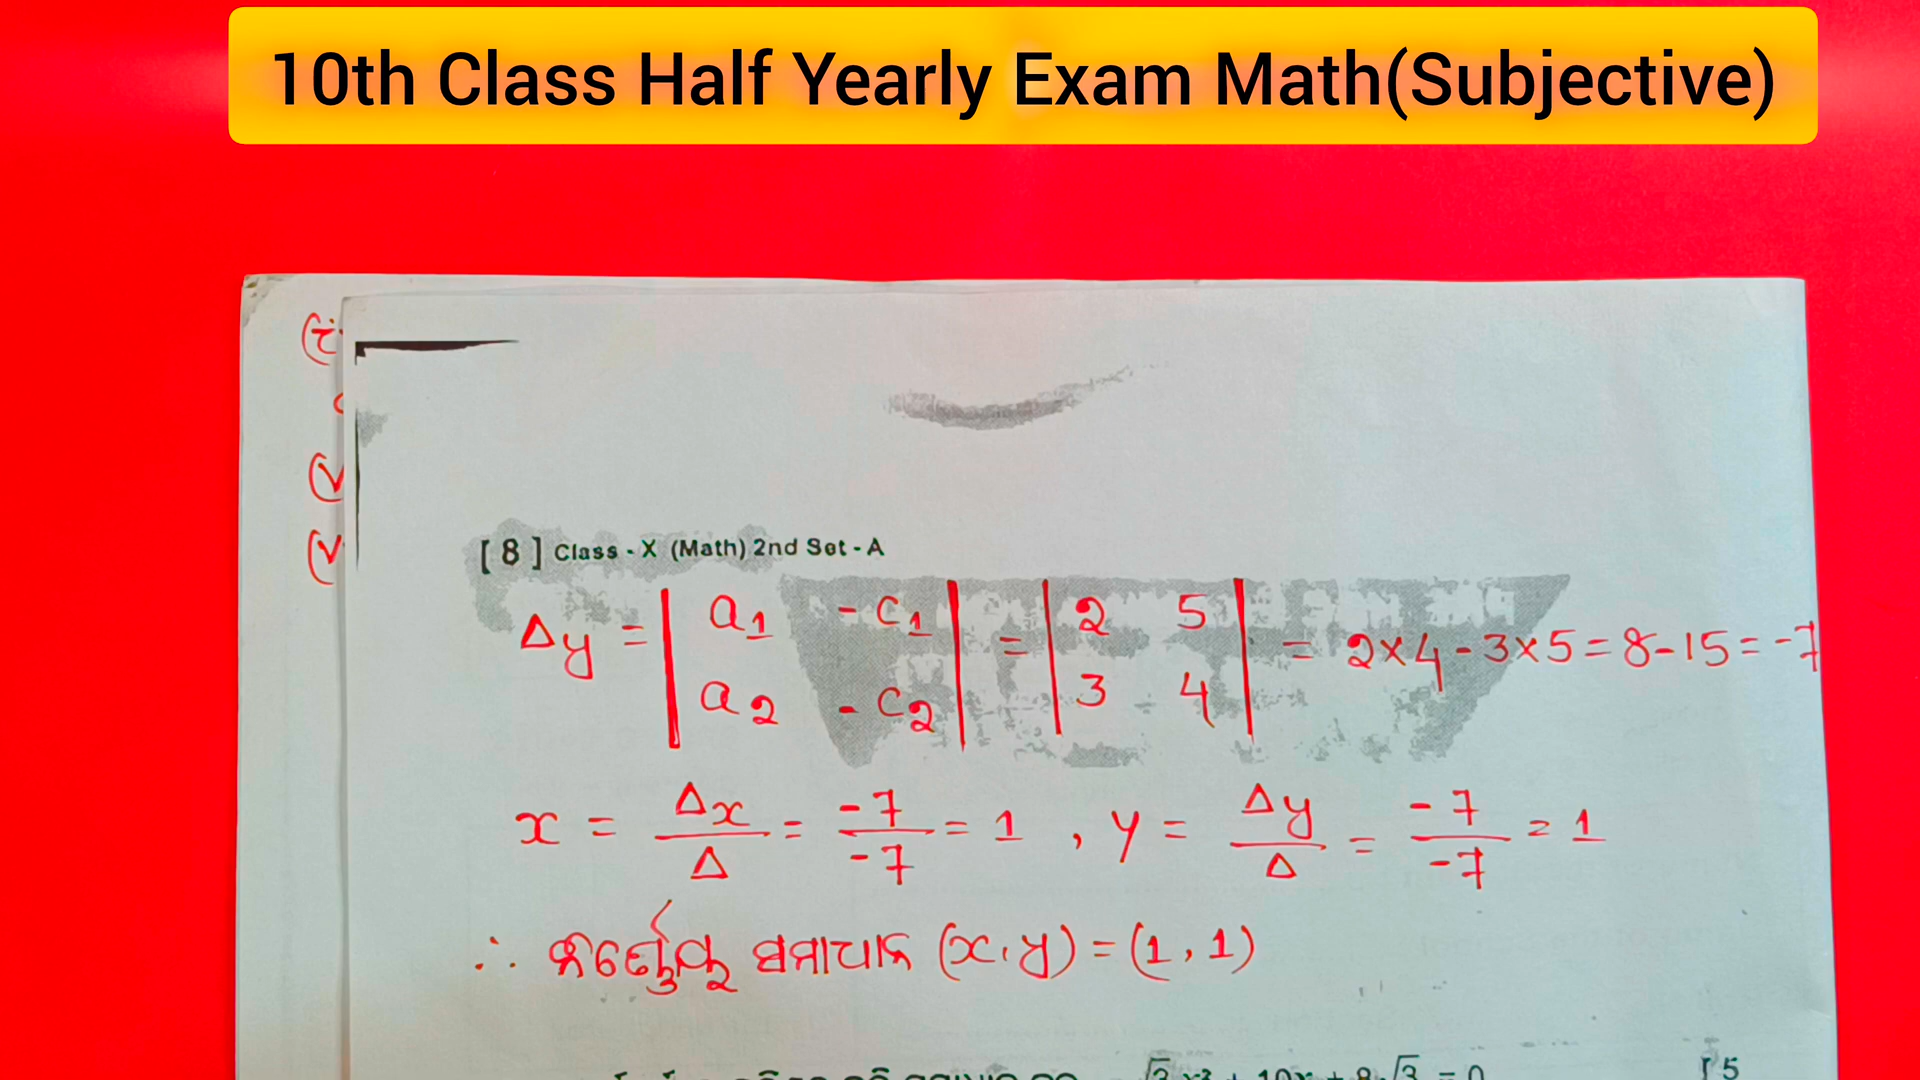 10th Class Half Yearly Exam Math(Subjective)
[ 8 ] Class - X (Math) 2nd Set - A
Δy = | a₁ -c₁ | = | 2 5 | = 2×4-3×5=8-15=-7
| a₂ -c₂ | | 3 4 |
x = Δx/Δ = -7/-7 = 1 , y = Δy/Δ = -7/-7 = 1
∴ ସମାଧାନ (x,y) = (1,1)
[ 5